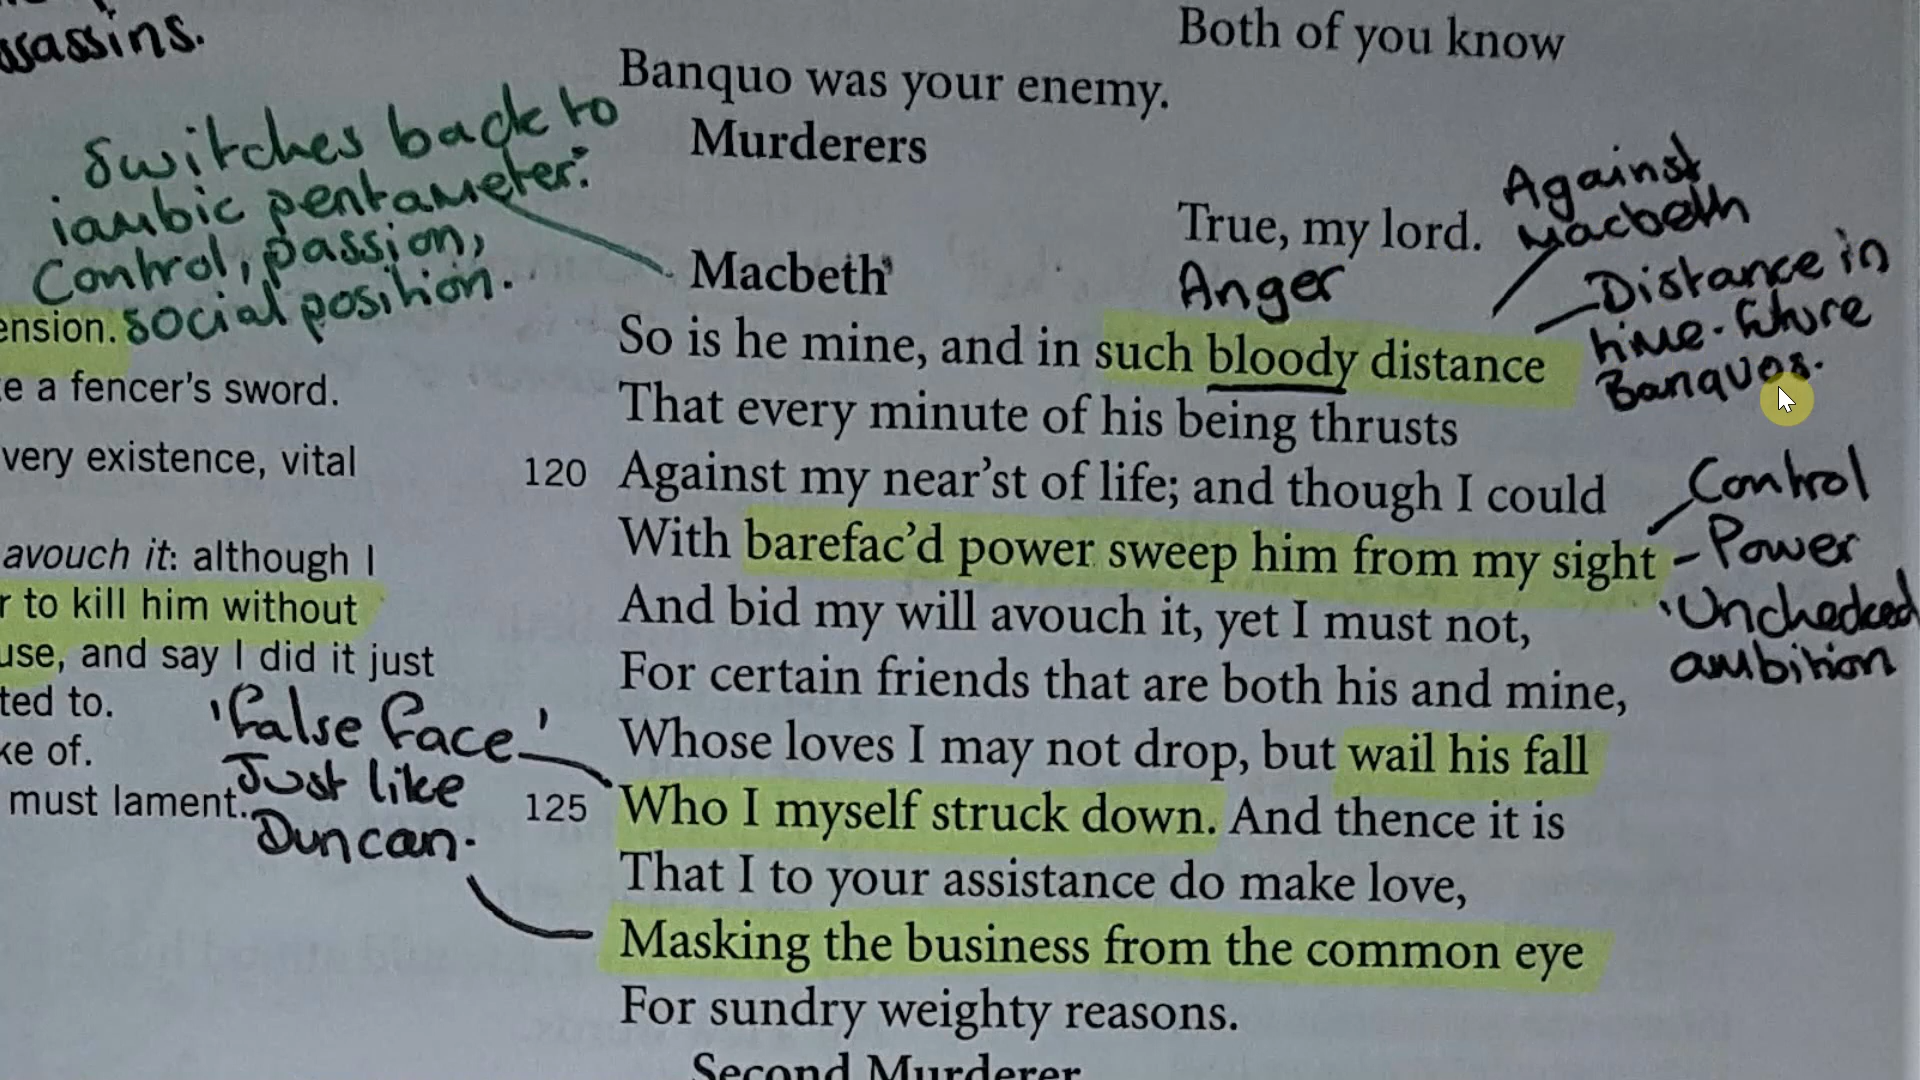 ssassins.
Switches back to
iambic pentameter.
Control, passion,
social position.
ension.
e a fencer's sword.
very existence, vital
avouch it: although I
r to kill him without
use, and say I did it just
ted to.
ke of.
must lament.
'false face'
Just like
Duncan.
Both of you know
Banquo was your enemy.
Murderers
True, my lord.
Macbeth
Anger
So is he mine, and in such bloody distance
That every minute of his being thrusts
120 Against my near'st of life; and though I could
With barefac'd power sweep him from my sight
And bid my will avouch it, yet I must not,
For certain friends that are both his and mine,
Whose loves I may not drop, but wail his fall
125 Who I myself struck down. And thence it is
That I to your assistance do make love,
Masking the business from the common eye
For sundry weighty reasons.
Second Murderer
Against
Macbeth
Distance in
time. Future
Banquos.
Control
- Power
Unchecked
ambition